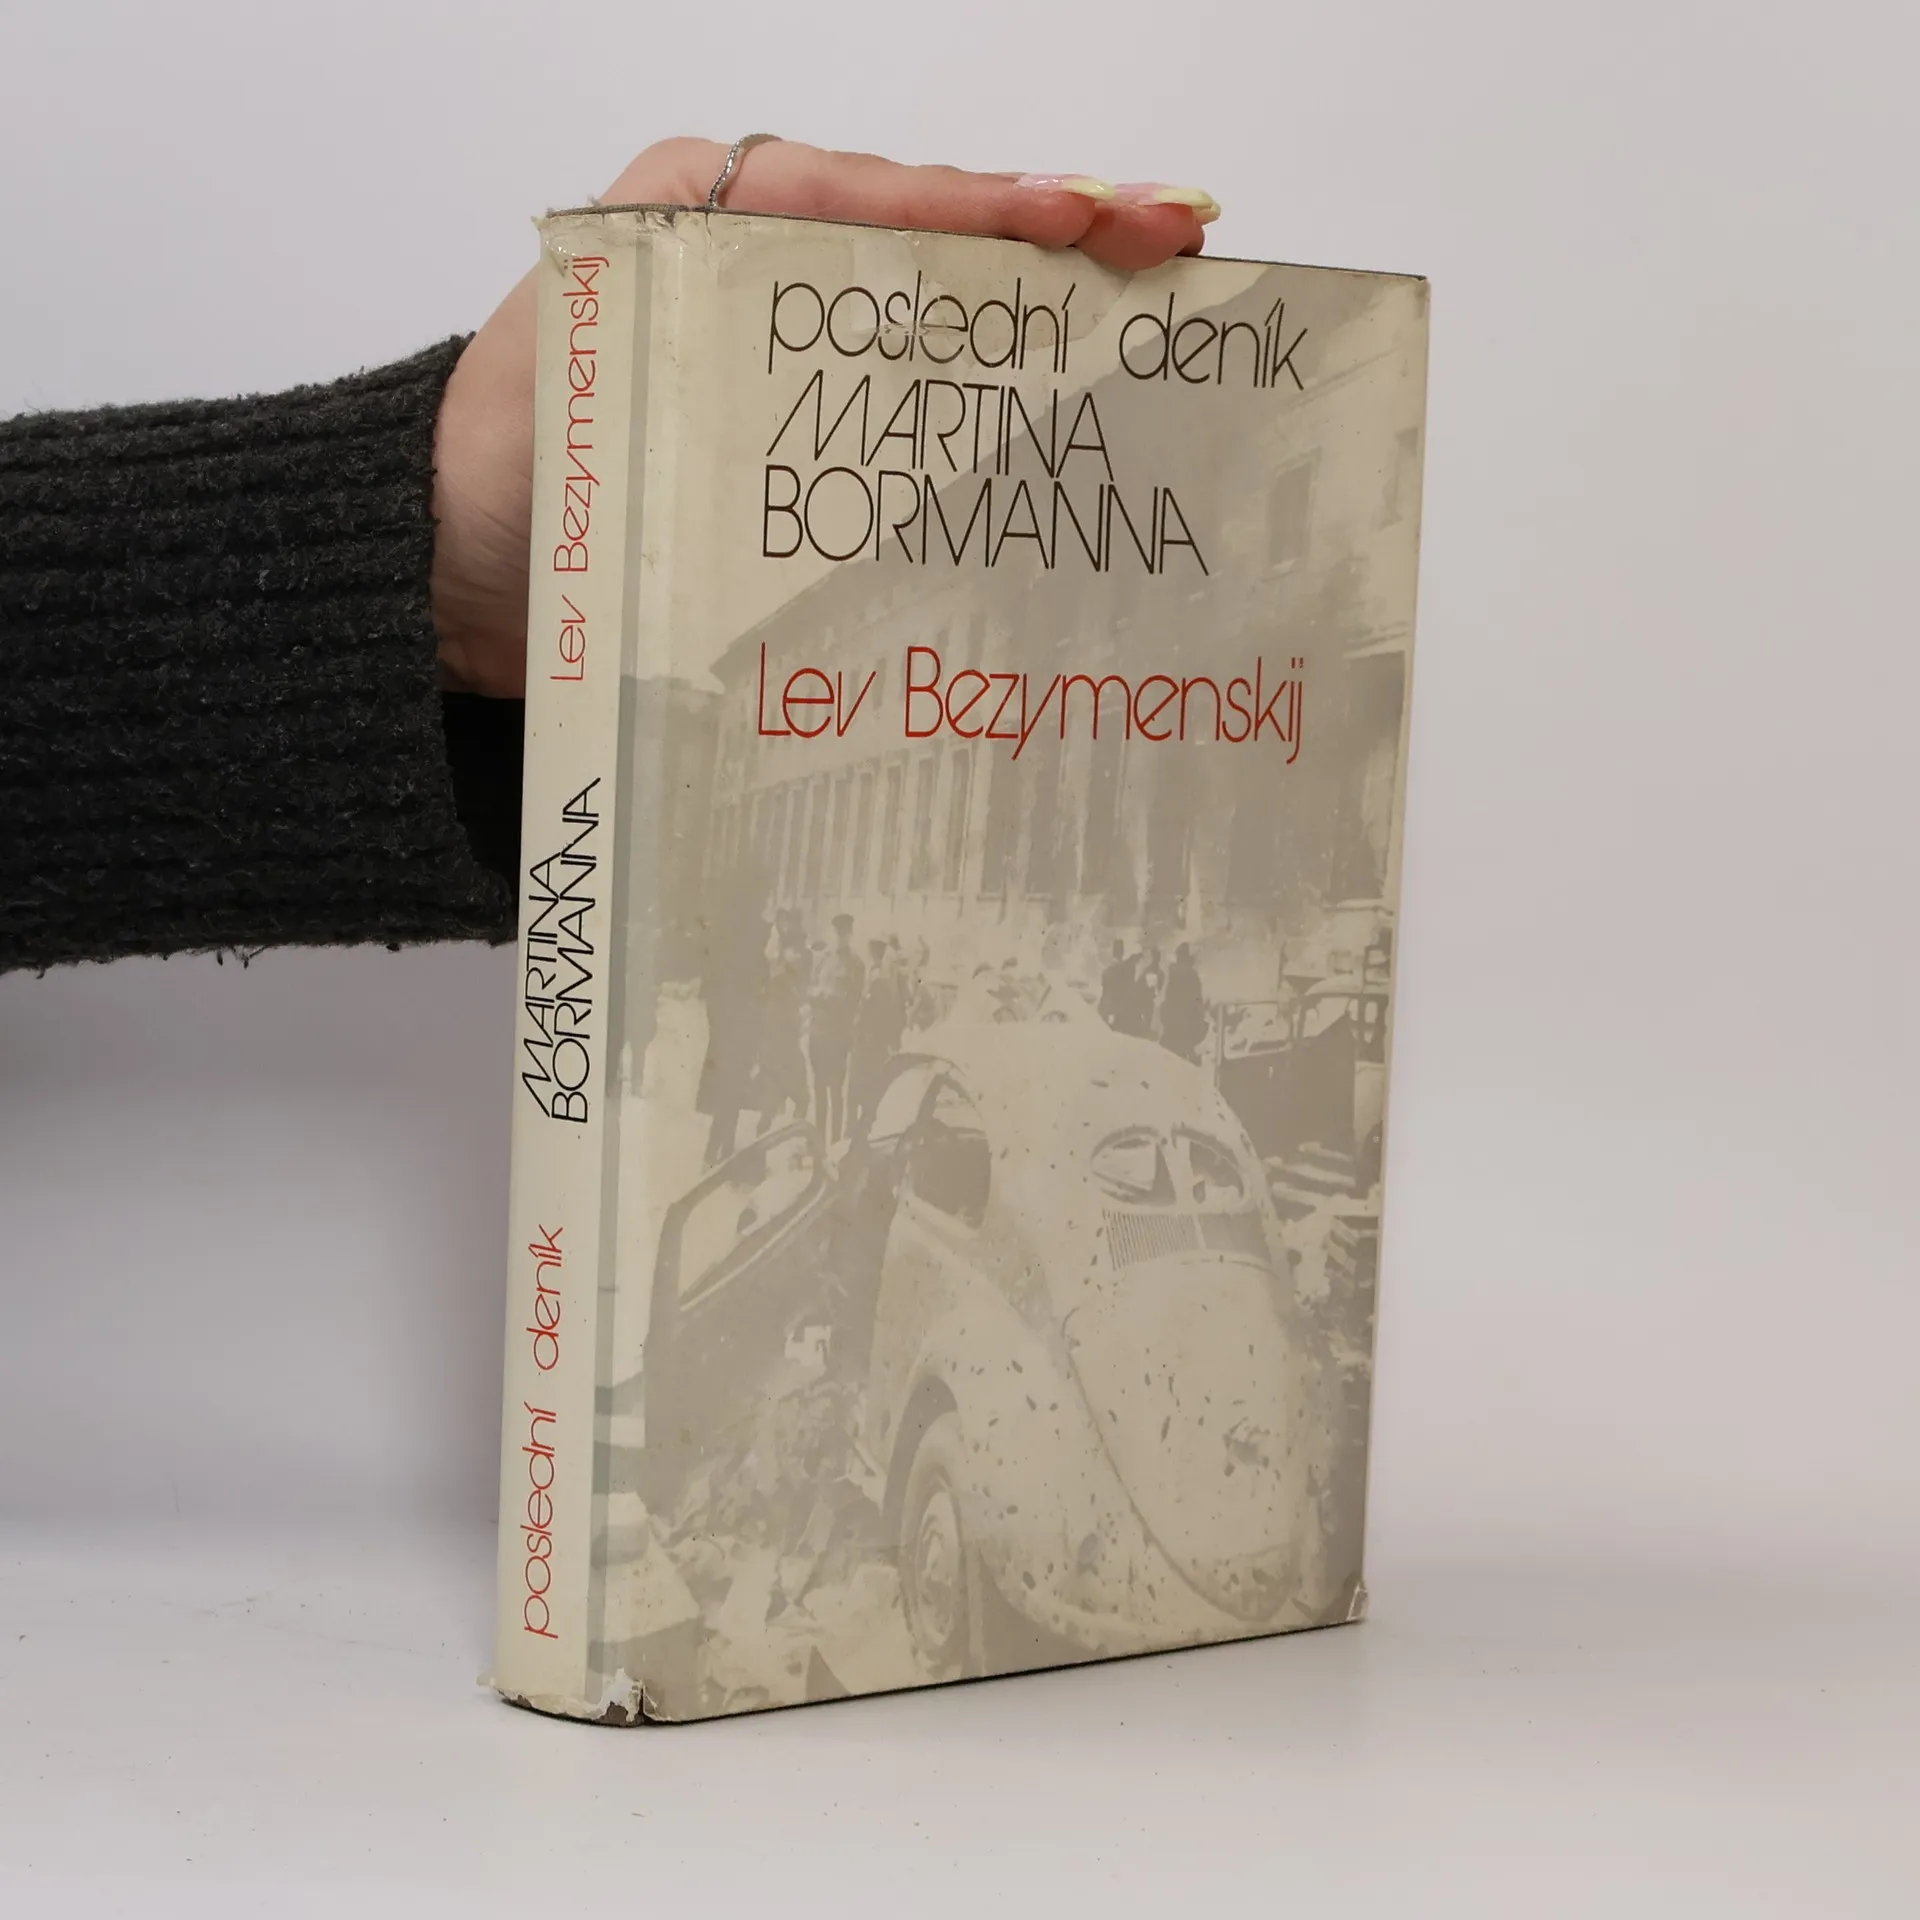 poslední deník
MARTINA
BORMANNA
Lev Bezymenskij
poslední deník MARTINA
BORMANNA Lev Bezymenskij